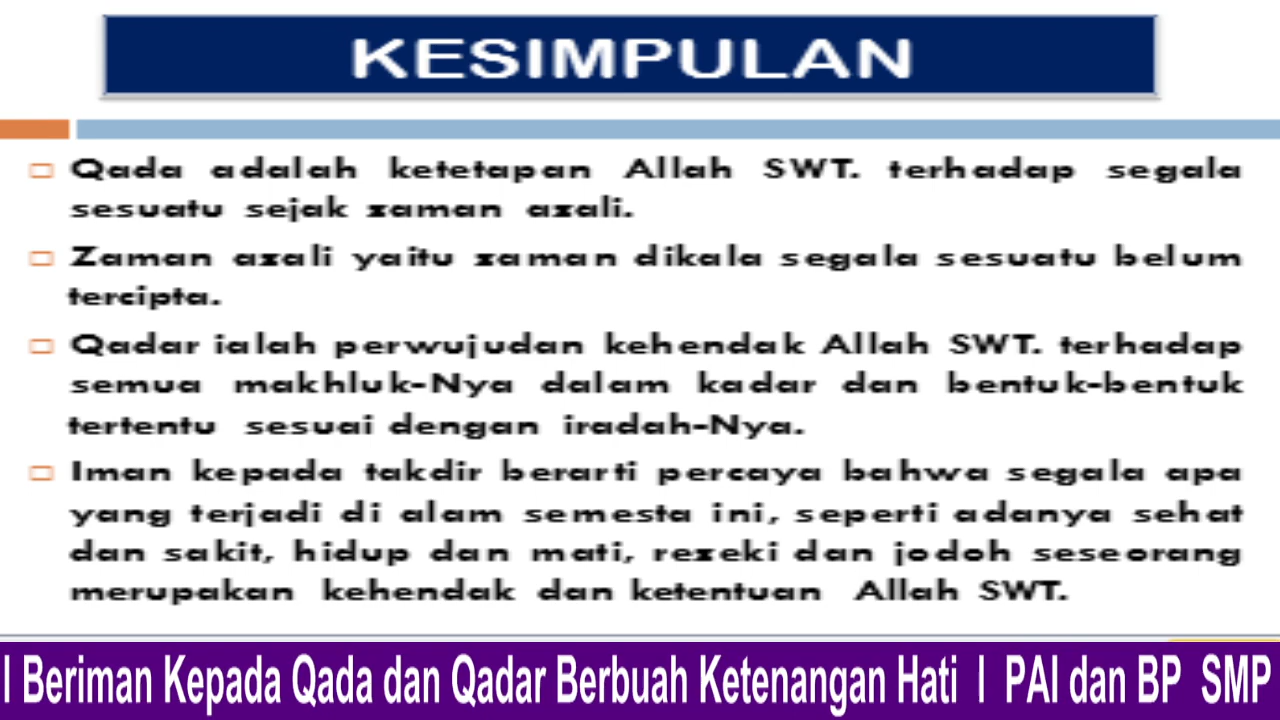 KESIMPULAN
Qada adalah ketetapan Allah SWT. terhadap segala
sesuatu sejak zaman azali.
Zaman azali yaitu zaman dikala segala sesuatu belum
tercipta.
Qadar ialah perwujudan kehendak Allah SWT. terhadap
semua makhluk-Nya dalam kadar dan bentuk-bentuk
tertentu sesuai dengan iradah-Nya.
Iman kepada takdir berarti percaya bahwa segala apa
yang terjadi di alam semesta ini, seperti adanya sehat
dan sakit, hidup dan mati, rezeki dan jodoh seseorang
merupakan kehendak dan ketentuan Allah SWT.
I Beriman Kepada Qada dan Qadar Berbuah Ketenangan Hati I PAI dan BP SMP